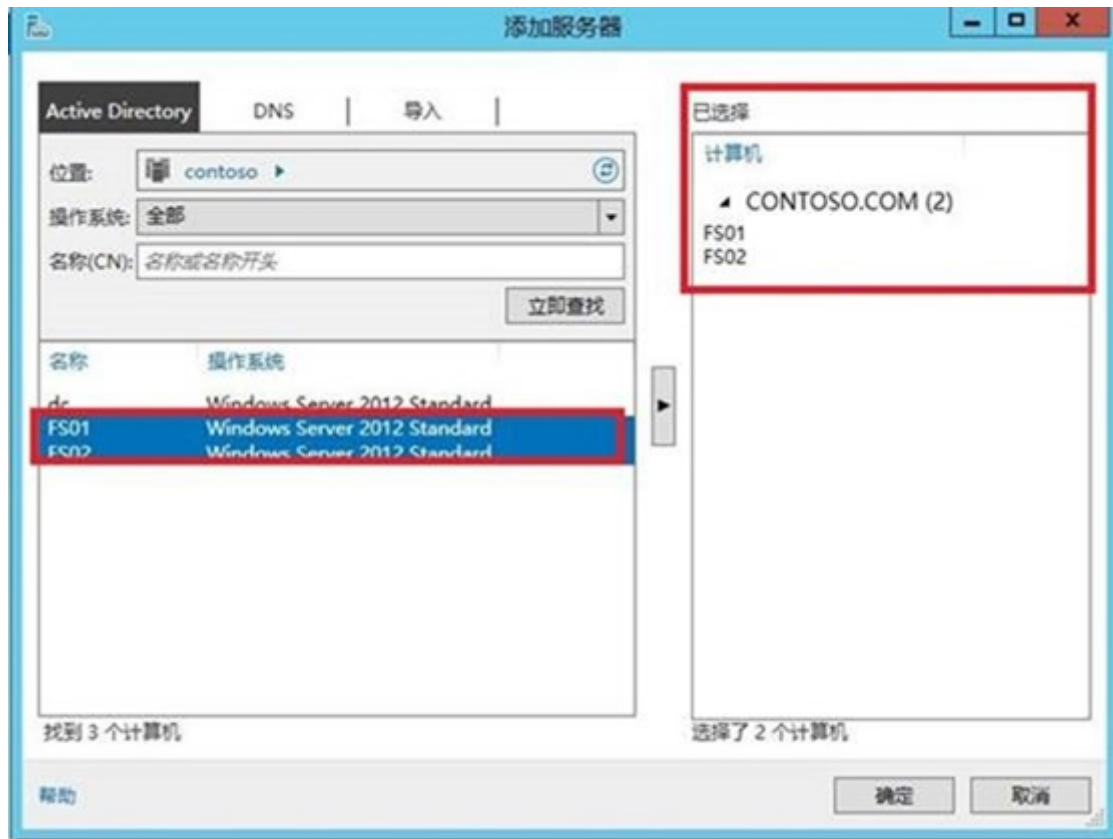 添加服务器
Active Directory DNS 导入
位置: contoso
操作系统: 全部
名称(CN): 名称或名称开头
立即查找
名称 操作系统
dc Windows Server 2012 Standard
FS01 Windows Server 2012 Standard
FS02 Windows Server 2012 Standard
找到 3 个计算机
已选择
计算机
CONTOSO.COM (2)
FS01
FS02
选择了 2 个计算机
帮助
确定 取消